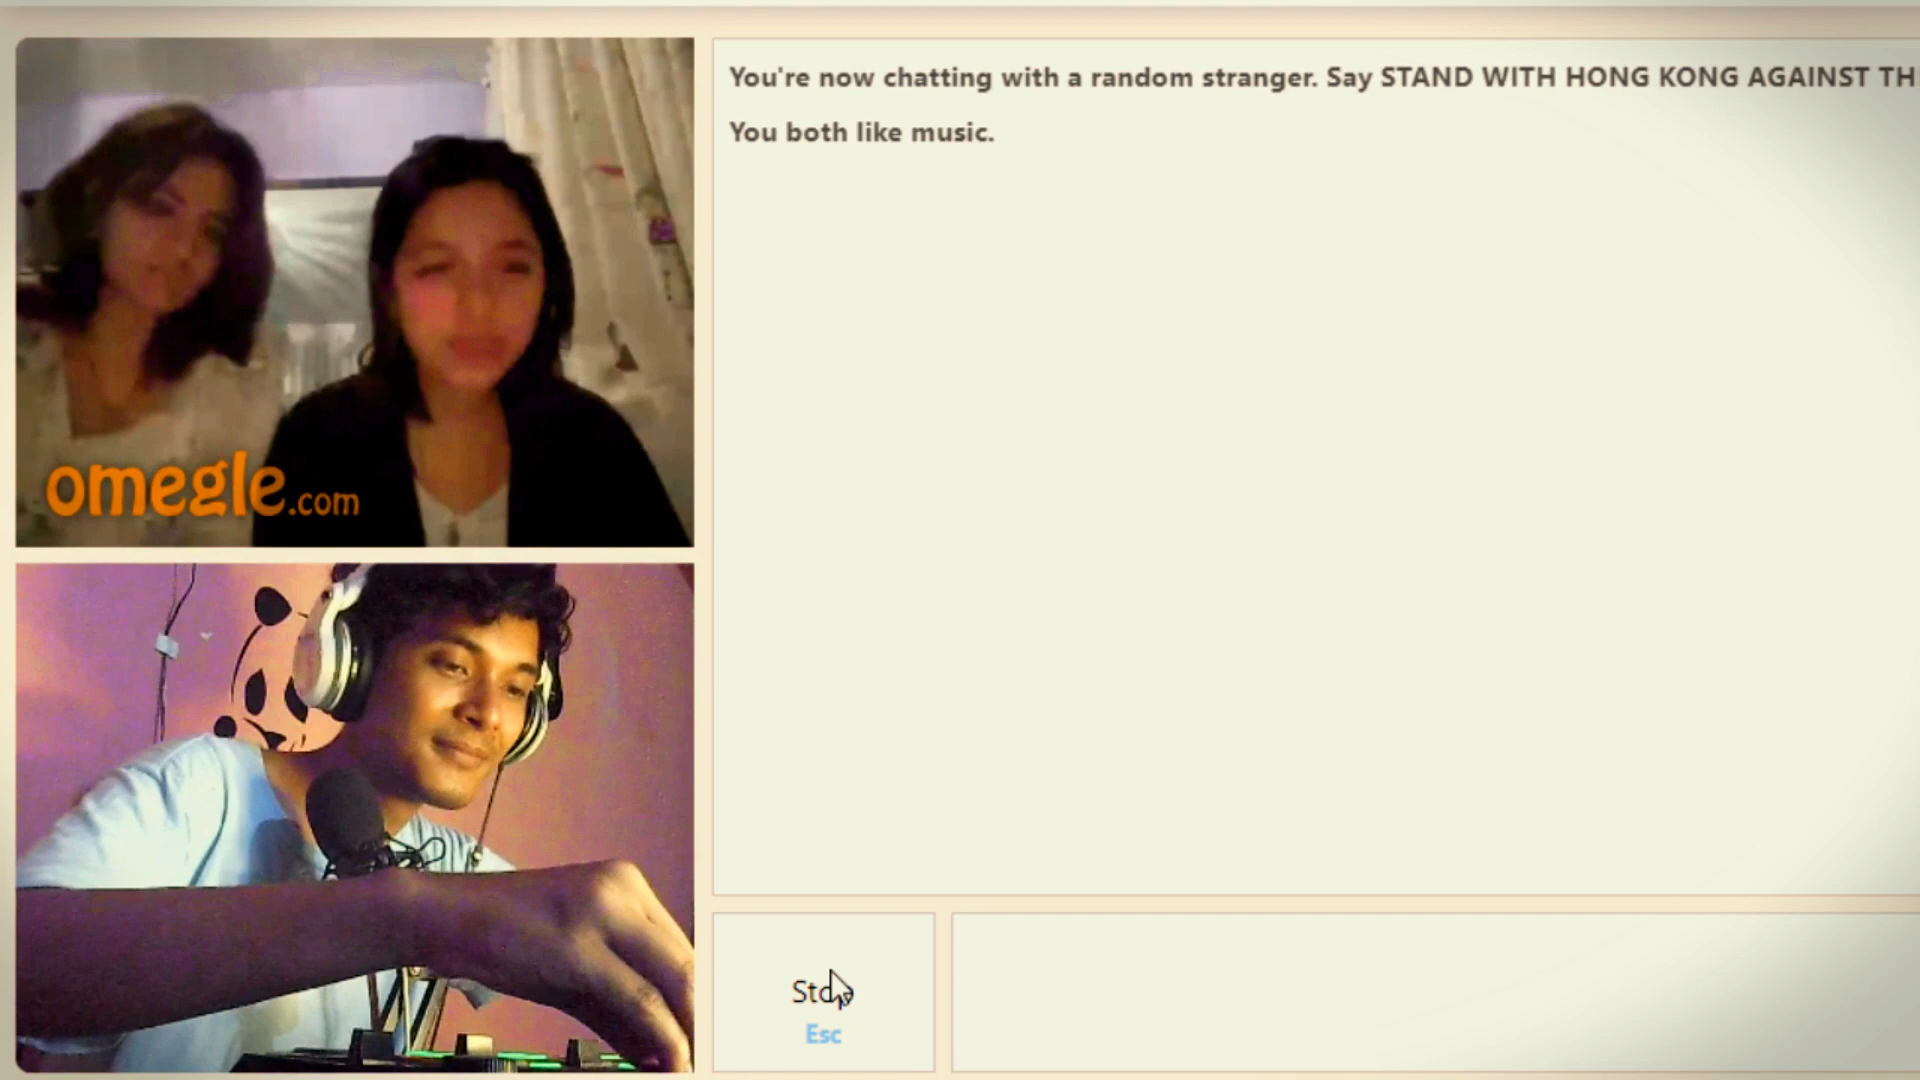 You're now chatting with a random stranger. Say STAND WITH HONG KONG AGAINST TH
You both like music.
omegle.com
Esc